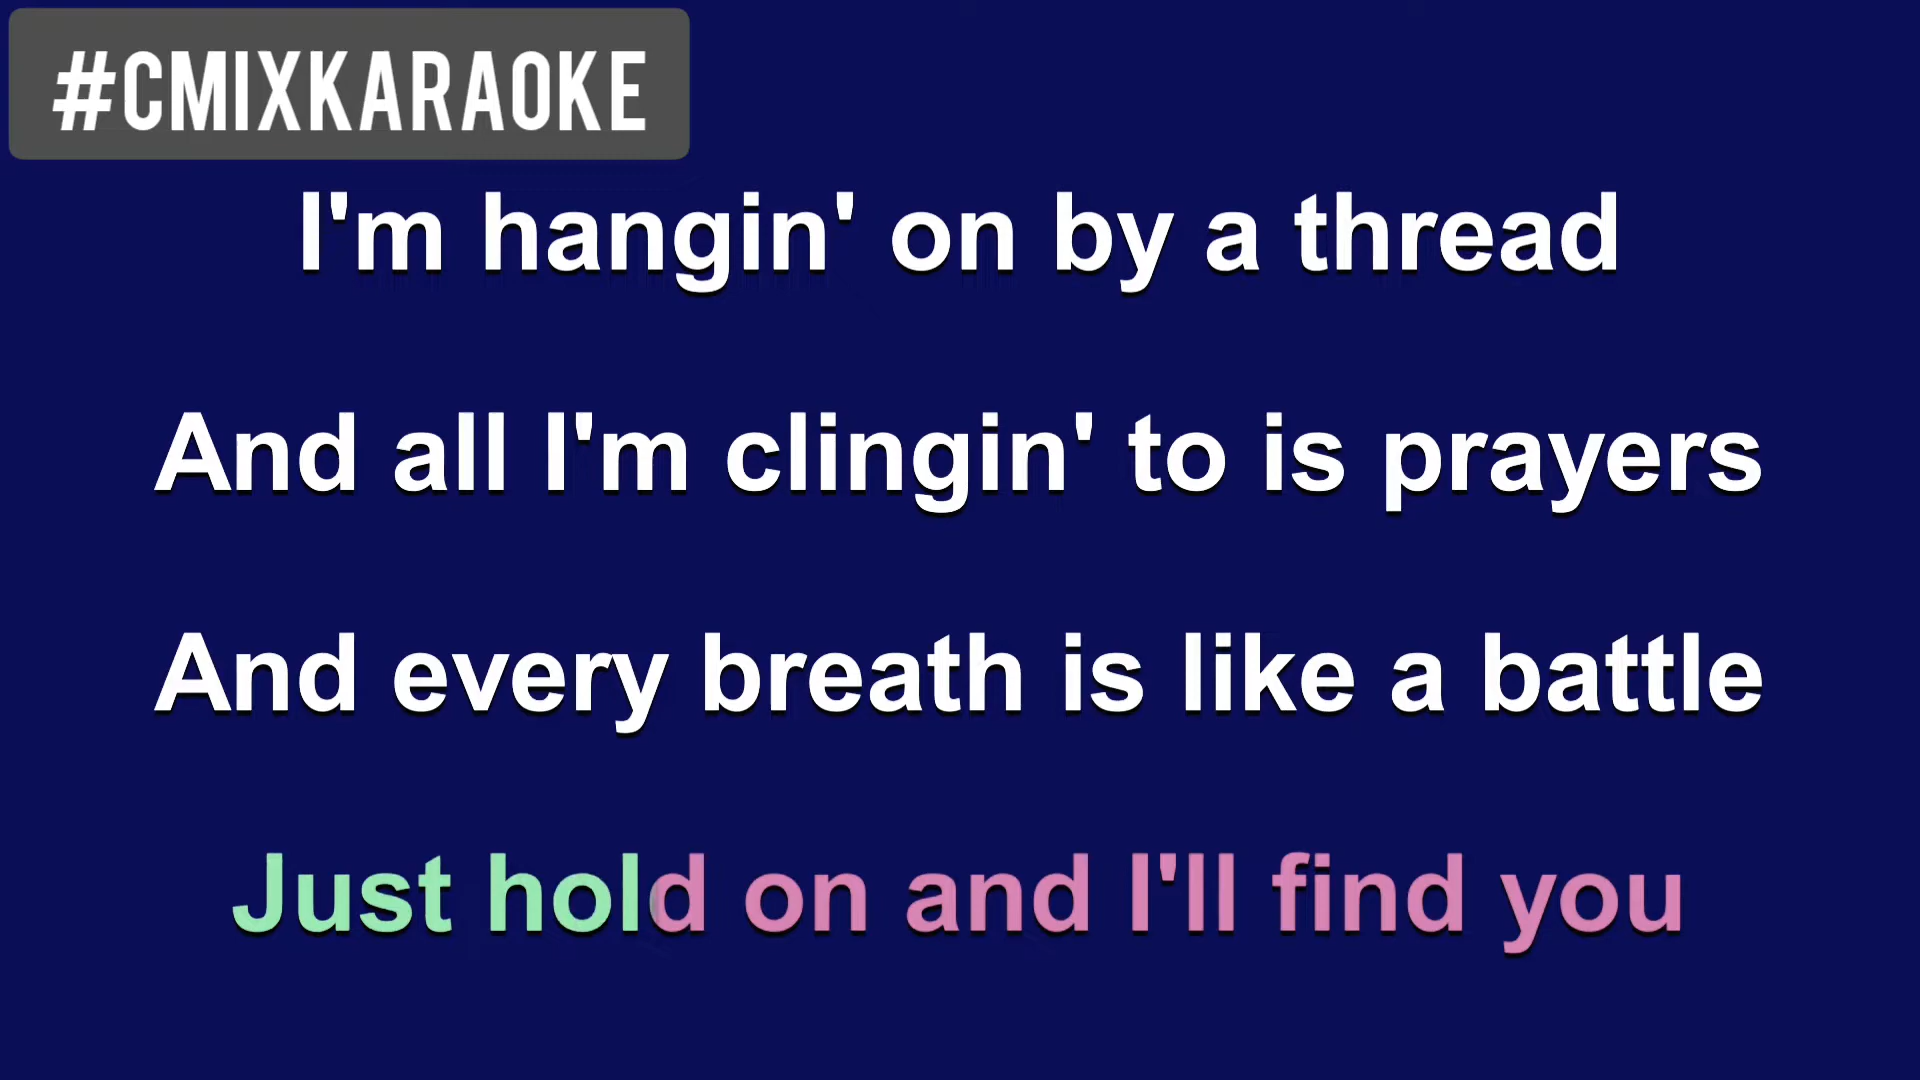 #CMIXKARAOKE
I'm hangin' on by a thread
And all I'm clingin' to is prayers
And every breath is like a battle
Just hold on and I'll find you